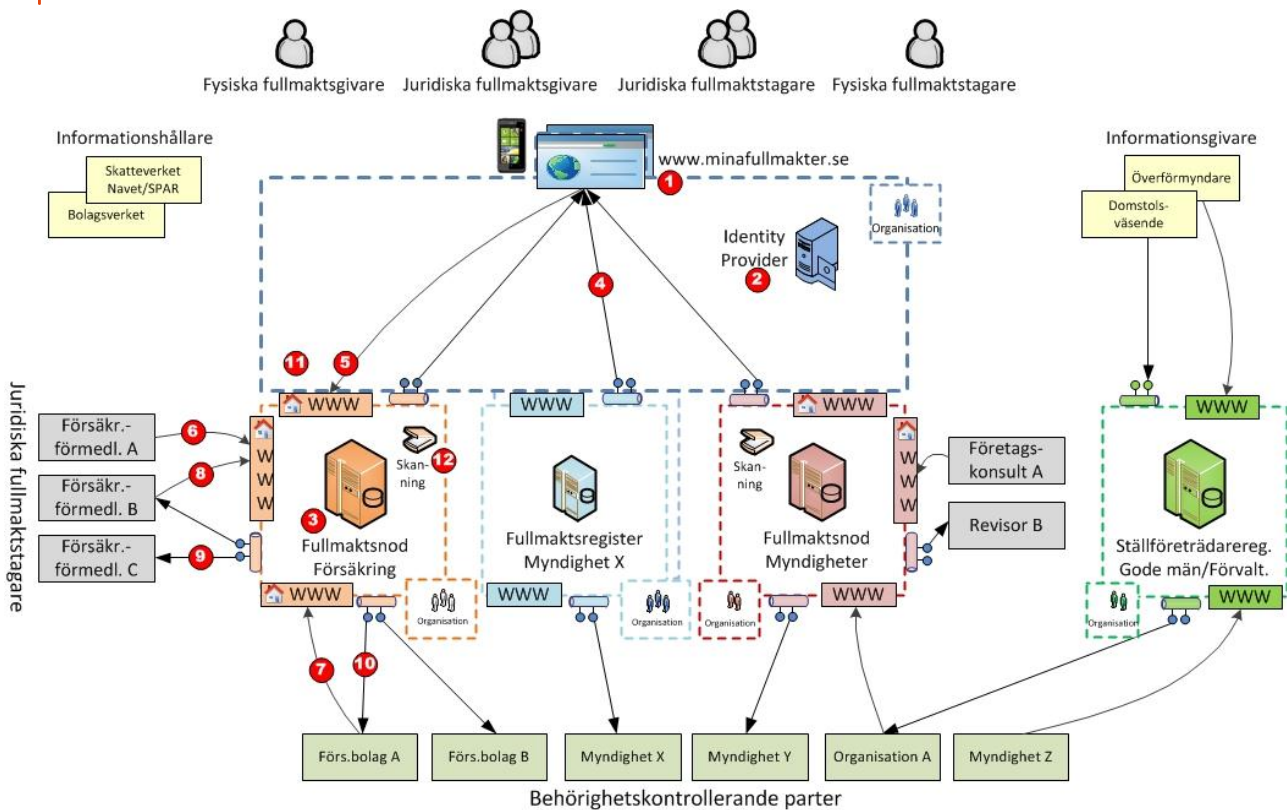 Fysiska fullmaktsgivare
Juridiska fullmaktsgivare
Juridiska fullmaktstagare
Fysiska fullmaktstagare
Informationshållare
Skatteverket
Navet/SPAR
Bolagsverket
www.minafullmakter.se
1
Organisation
Identity
Provider
2
4
Informationsgivare
Överförmyndare
Domstols-
väsende
11
5
WWW
WWW
WWW
WWW
Juridiska fullmaktstagare
Försäkr.-
förmedl. A
6
Försäkr.-
förmedl. B
8
Försäkr.-
förmedl. C
9
W
W
W
Skan-
ning
12
3
Fullmaktsnod
Försäkring
WWW
Organisation
Fullmaktsregister
Myndighet X
WWW
Organisation
Skan-
ning
Fullmaktsnod
Myndigheter
Organisation
WWW
W
W
W
Företags-
konsult A
Revisor B
Ställföreträdarereg.
Gode män/Förvalt.
Organisation
WWW
7
10
Förs.bolag A
Förs.bolag B
Myndighet X
Myndighet Y
Organisation A
Myndighet Z
Behörighetskontrollerande parter